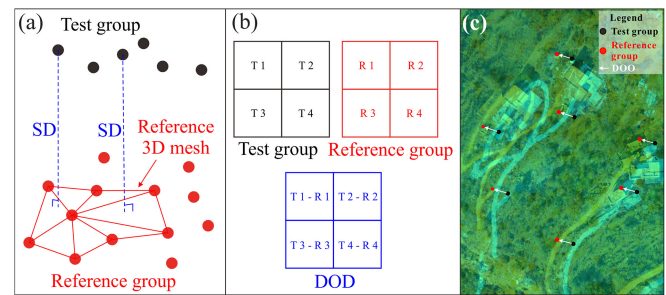 (a)
Test group
SD
SD
Reference
3D mesh
Reference group
(b)
T 1
T 2
T 3
T 4
Test group
R 1
R 2
R 3
R 4
Reference group
T 1 - R 1
T 2 - R 2
T 3 - R 3
T 4 - R 4
DOD
(c)
Legend
Test group
Reference
group
DOO